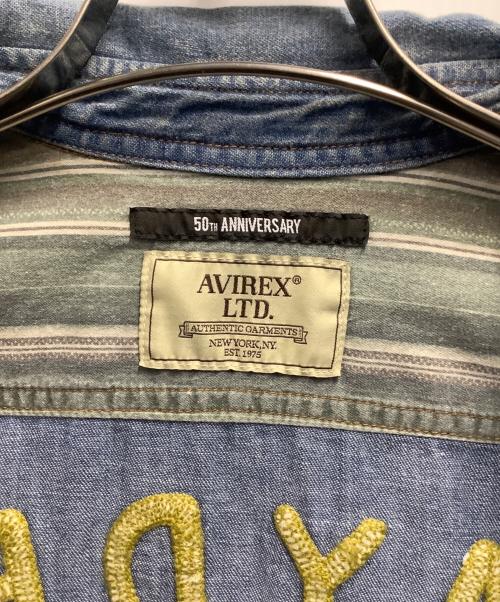 50TH ANNIVERSARY
AVIREX®
LTD.
AUTHENTIC GARMENTS
NEW YORK, NY.
EST. 1975